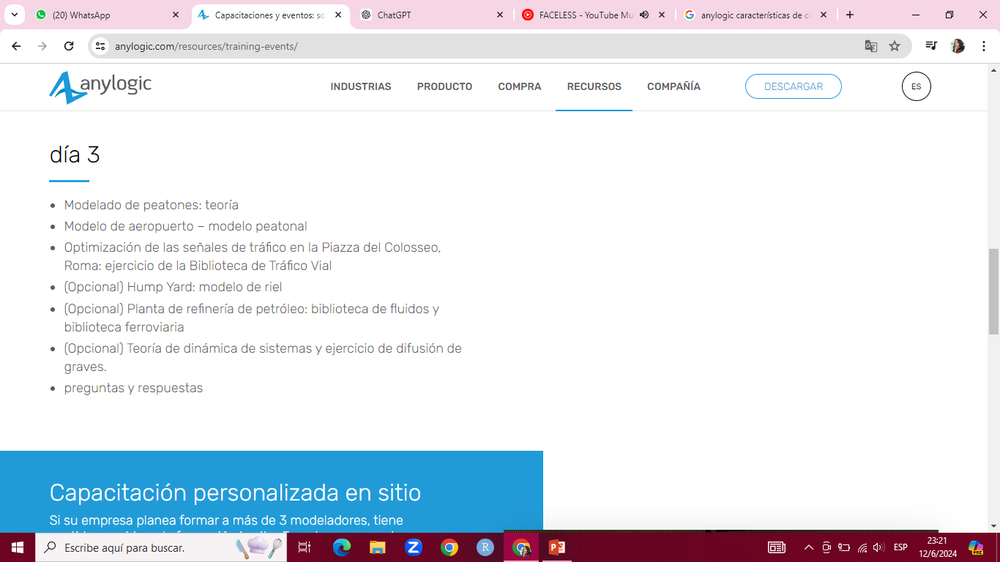 (20) WhatsApp
Capacitaciones y eventos: so
ChatGPT
FACELESS - YouTube Mu
anylogic características de ca
anylogic.com/resources/training-events/
anylogic
INDUSTRIAS
PRODUCTO
COMPRA
RECURSOS
COMPAÑÍA
DESCARGAR
ES
día 3
Modelado de peatones: teoría
Modelo de aeropuerto – modelo peatonal
Optimización de las señales de tráfico en la Piazza del Colosseo,
Roma: ejercicio de la Biblioteca de Tráfico Vial
(Opcional) Hump Yard: modelo de riel
(Opcional) Planta de refinería de petróleo: biblioteca de fluidos y
biblioteca ferroviaria
(Opcional) Teoría de dinámica de sistemas y ejercicio de difusión de
graves.
preguntas y respuestas
Capacitación personalizada en sitio
Si su empresa planea formar a más de 3 modeladores, tiene
Escribe aquí para buscar.
ESP
23:21
12/6/2024